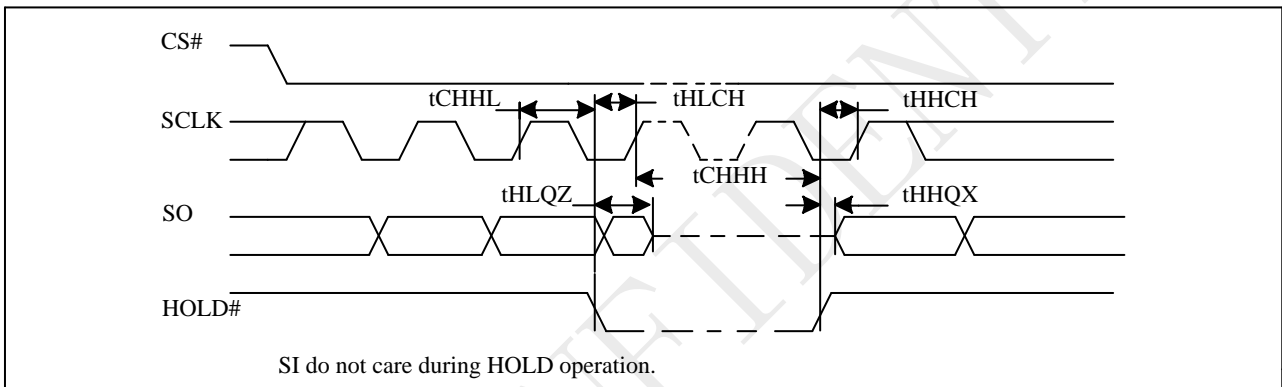 CS#
tCHHL
tHLCH
tHHCH
SCLK
tCHHH
tHLQZ
tHHQX
SO
HOLD#
SI do not care during HOLD operation.